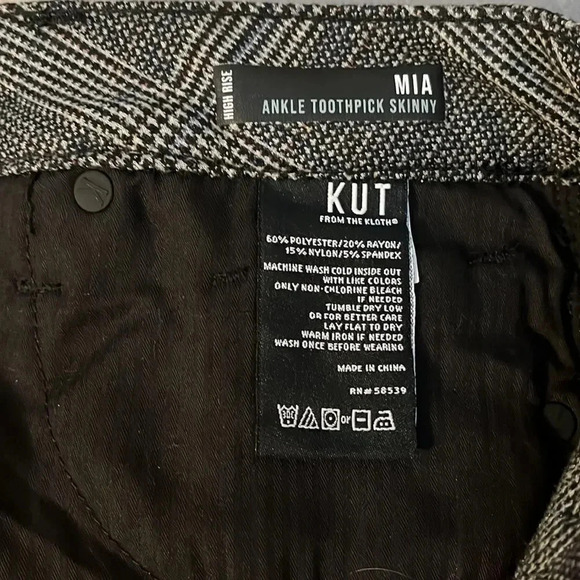 HIGH RISE
MIA
ANKLE TOOTHPICK SKINNY
KUT
FROM THE KLOTH®
60% POLYESTER/20% RAYON/
15% NYLON/5% SPANDEX
MACHINE WASH COLD INSIDE OUT
WITH LIKE COLORS
ONLY NON-CHLORINE BLEACH
IF NEEDED
TUMBLE DRY LOW
OR FOR BETTER CARE
LAY FLAT TO DRY
WARM IRON IF NEEDED
WASH ONCE BEFORE WEARING
MADE IN CHINA
RN# 58539
30C or